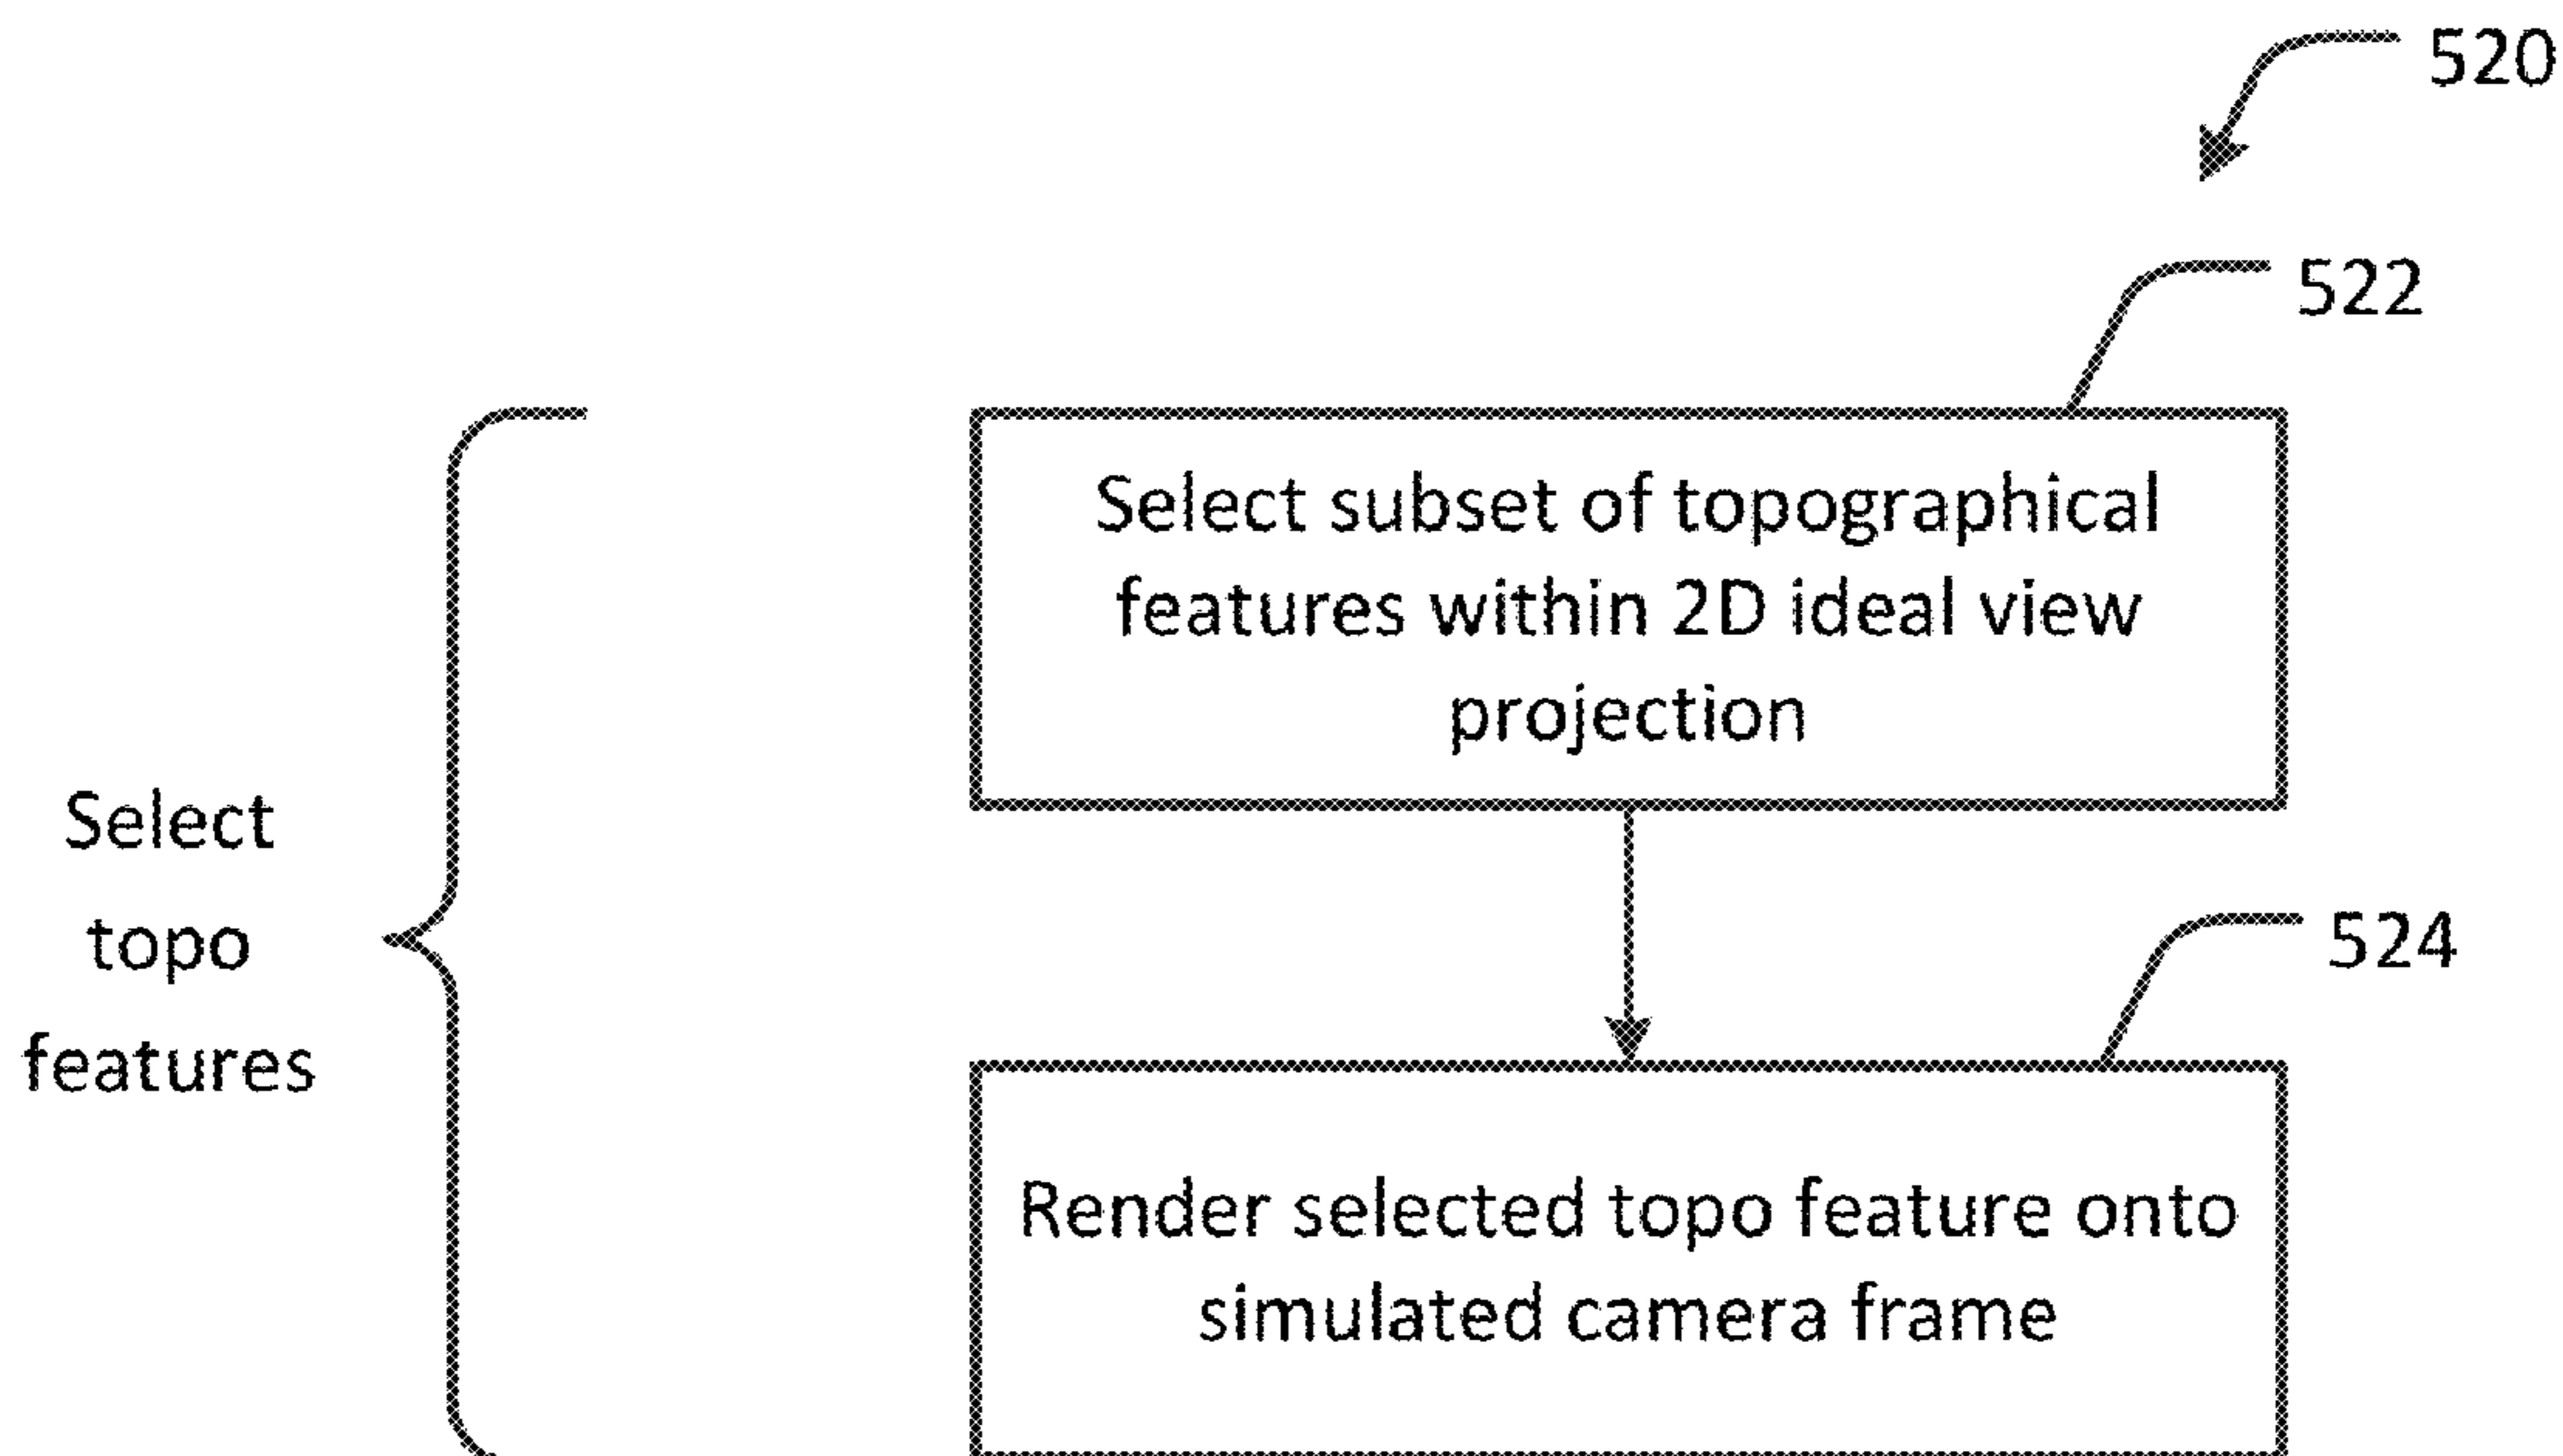 520
522
Select subset of topographical
features within 2D ideal view
projection
Select
topo
features
524
Render selected topo feature onto
simulated camera frame